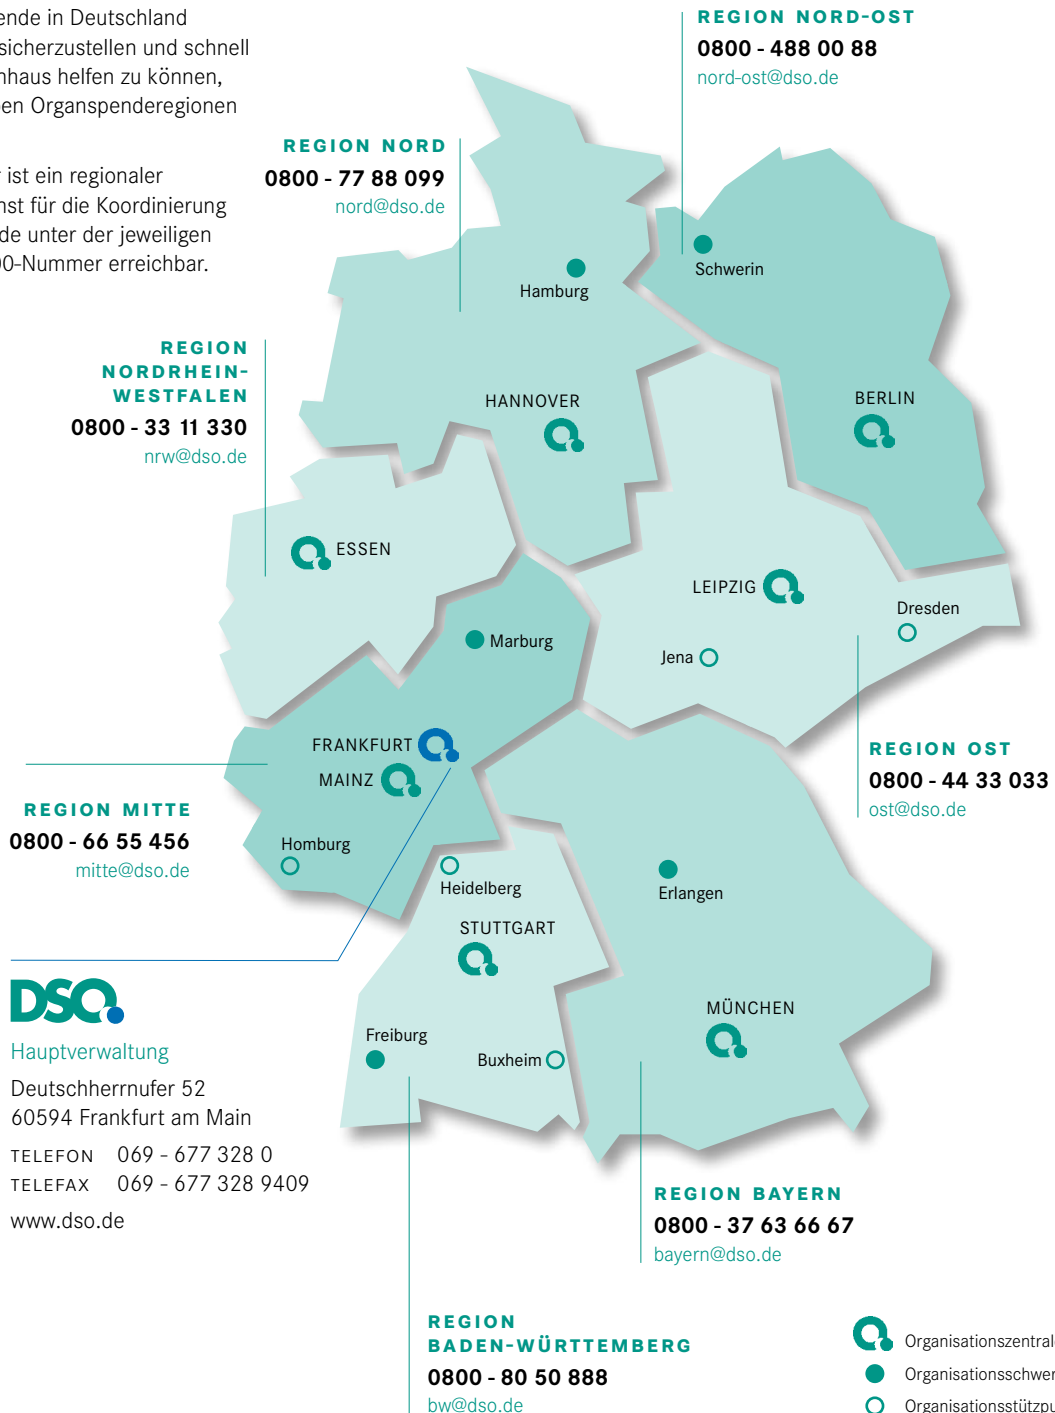 ende in Deutschland
sicherzustellen und schnell
nhaus helfen zu können,
en Organspenderegionen
ist ein regionaler
nst für die Koordinierung
de unter der jeweiligen
00-Nummer erreichbar.
REGION NORD-OST
0800 - 488 00 88
nord-ost@dso.de
REGION NORD
0800 - 77 88 099
nord@dso.de
Schwerin
Hamburg
REGION
NORDRHEIN-
WESTFALEN
0800 - 33 11 330
nrw@dso.de
HANNOVER
BERLIN
ESSEN
LEIPZIG
Dresden
Marburg
Jena
FRANKFURT
MAINZ
REGION OST
0800 - 44 33 033
ost@dso.de
REGION MITTE
0800 - 66 55 456
mitte@dso.de
Homburg
Heidelberg
Erlangen
STUTTGART
MÜNCHEN
Freiburg
Buxheim
DSO
Hauptverwaltung
Deutschherrnufer 52
60594 Frankfurt am Main
TELEFON 069 - 677 328 0
TELEFAX 069 - 677 328 9409
www.dso.de
REGION BAYERN
0800 - 37 63 66 67
bayern@dso.de
REGION
BADEN-WÜRTTEMBERG
0800 - 80 50 888
bw@dso.de
Organisationszentrale
Organisationsschwer
Organisationsstützpu